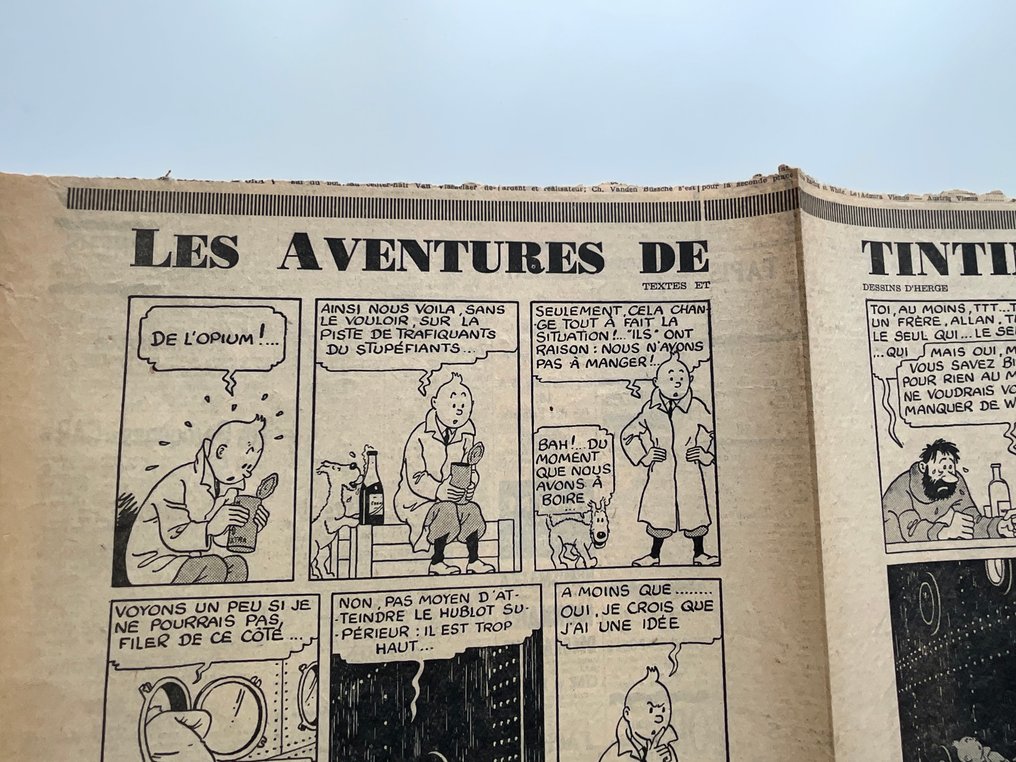 LES AVENTURES DE TINTI
TEXTES ET
DESSINS D'HERGE
DE L'OPIUM!...
AINSI NOUS VOILA, SANS
LE VOULOIR, SUR LA
PISTE DE TRAFIQUANTS
DU STUPÉFIANTS...
SEULEMENT, CELA CHAN-
-GE TOUT À FAIT LA
SITUATION!... "ILS" ONT
RAISON: NOUS N'AVONS
PAS À MANGER!...
BAH!... DU
MOMENT
QUE NOUS
AVONS À
BOIRE
...
TOI, AU MOINS, TTT...
UN FRÈRE, ALLAN,
LE SEUL QUI... LE
...QUI
MAIS OUI,
VOUS SAVEZ
POUR RIEN AU
NE VOUDRAIS
MANQUER DE
VOYONS UN PEU SI JE
NE POURRAIS PAS
FILER DE CE CÔTÉ...
NON, PAS MOYEN D'AT-
-TEINDRE LE HUBLOT SU-
-PÉRIEUR: IL EST TROP
HAUT...
A MOINS QUE........
OUI, JE CROIS QUE
J'AI UNE IDÉE